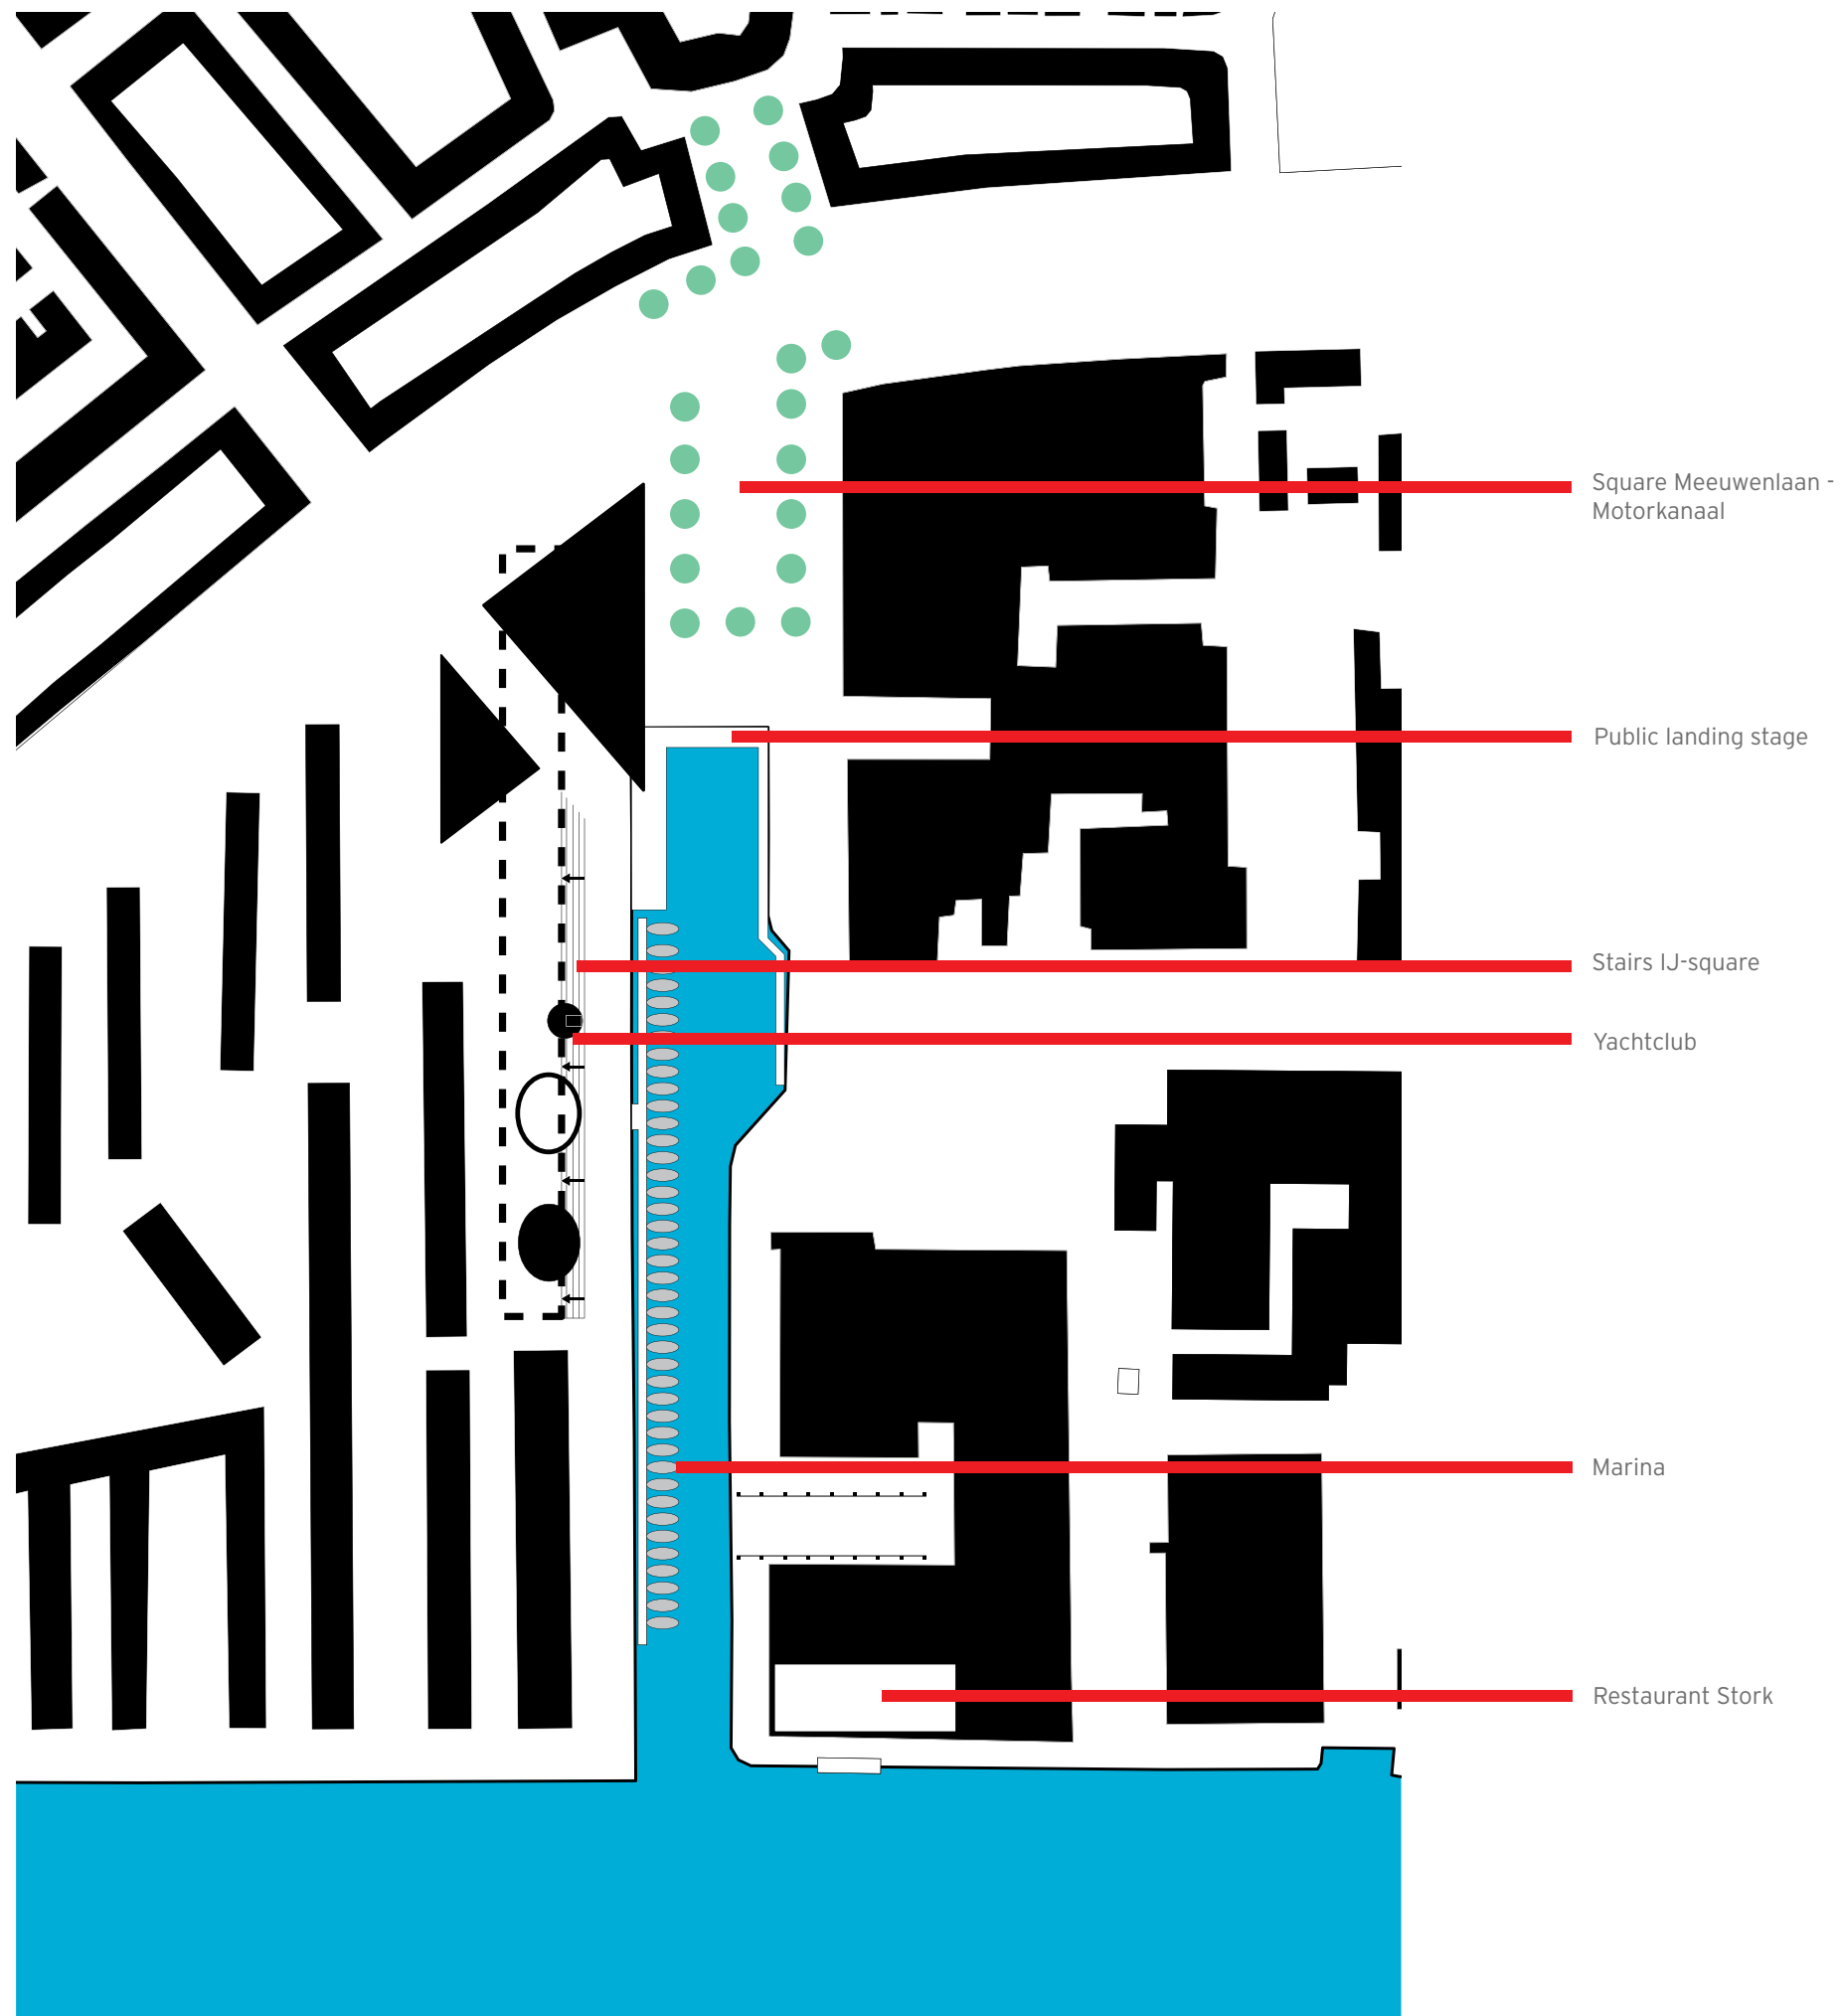 Square Meeuwenlaan -
Motorkanaal
Public landing stage
Stairs IJ-square
Yachtclub
Marina
Restaurant Stork